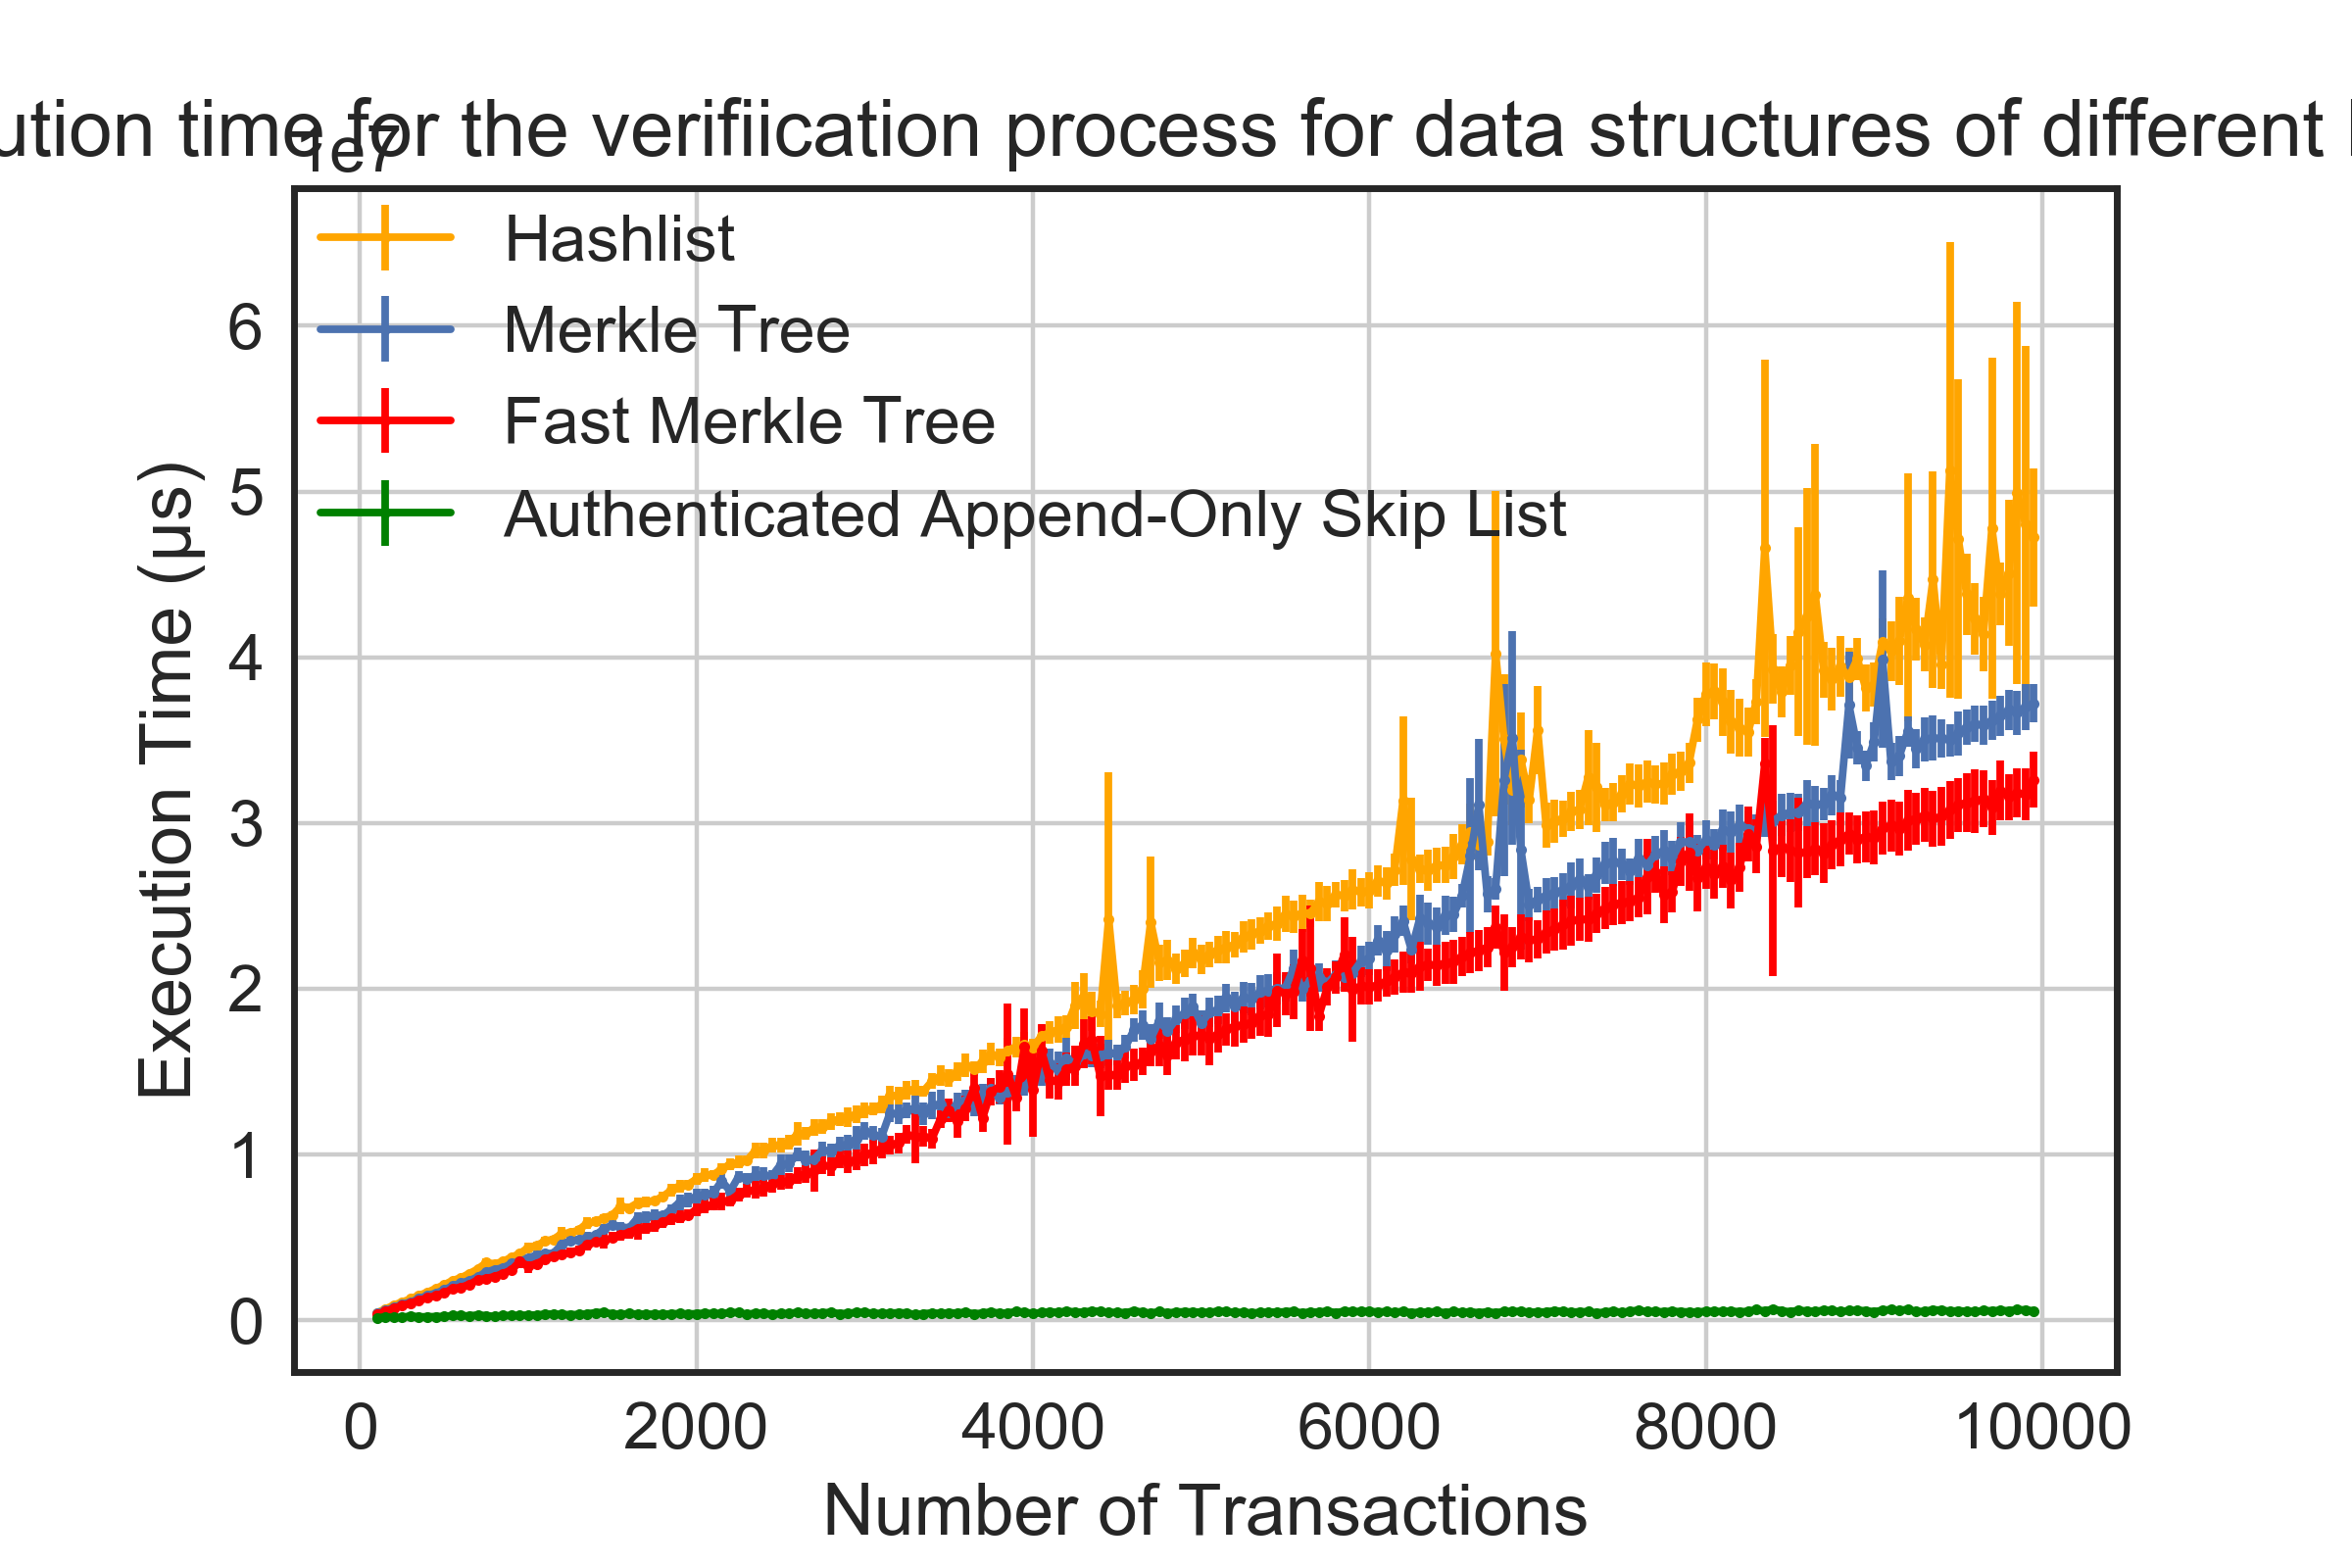 ution time for the verifiication process for data structures of different
1e7
Hashlist
Merkle Tree
Fast Merkle Tree
Authenticated Append-Only Skip List
6
5
4
3
2
1
0
Execution Time (µs)
0 2000 4000 6000 8000 10000
Number of Transactions